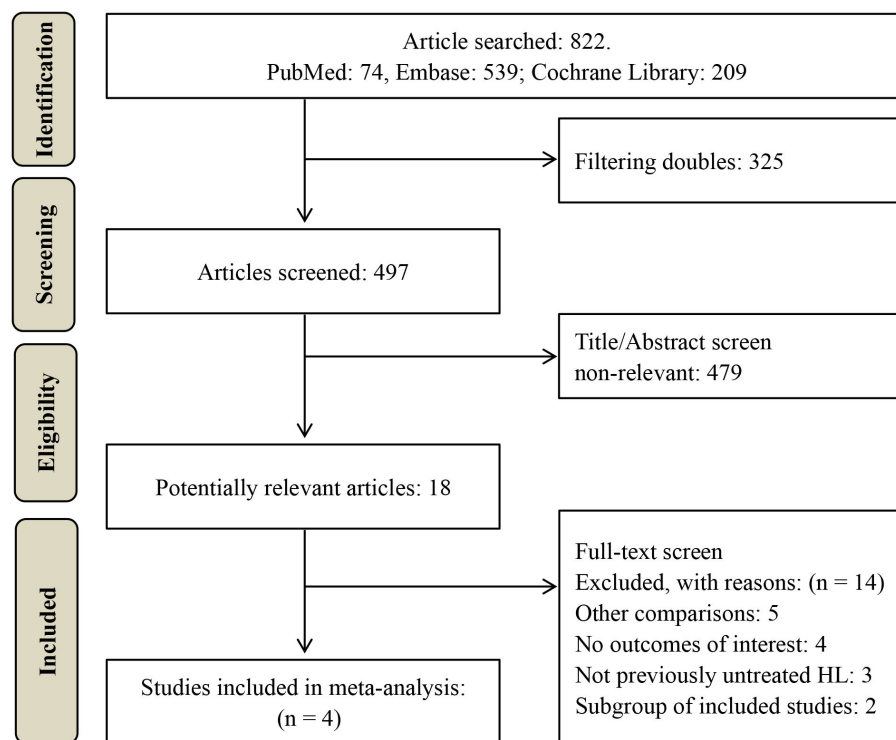 Identification
Article searched: 822.
PubMed: 74, Embase: 539; Cochrane Library: 209
Filtering doubles: 325
Screening
Articles screened: 497
Title/Abstract screen
non-relevant: 479
Eligibility
Potentially relevant articles: 18
Included
Full-text screen
Excluded, with reasons: (n = 14)
Other comparisons: 5
No outcomes of interest: 4
Not previously untreated HL: 3
Subgroup of included studies: 2
Studies included in meta-analysis:
(n = 4)